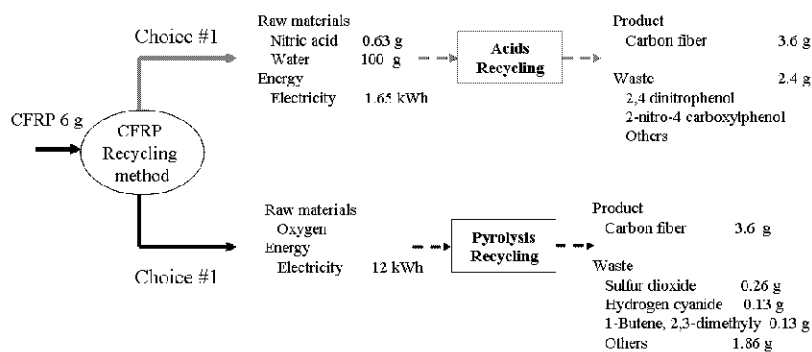 Choice #1
CFRP 6 g
CFRP
Recycling
method
Choice #1
Raw materials
Nitric acid 0.63 g
Water 100 g
Energy
Electricity 1.65 kWh
Acids
Recycling
Product
Carbon fiber 3.6 g
Waste 2.4 g
2,4 dinitrophenol
2-nitro-4 carboxylphenol
Others
Raw materials
Oxygen
Energy
Electricity 12 kWh
Pyrolysis
Recycling
Product
Carbon fiber 3.6 g
Waste
Sulfur dioxide 0.26 g
Hydrogen cyanide 0.13 g
1-Butene, 2,3-dimethyly 0.13 g
Others 1.86 g